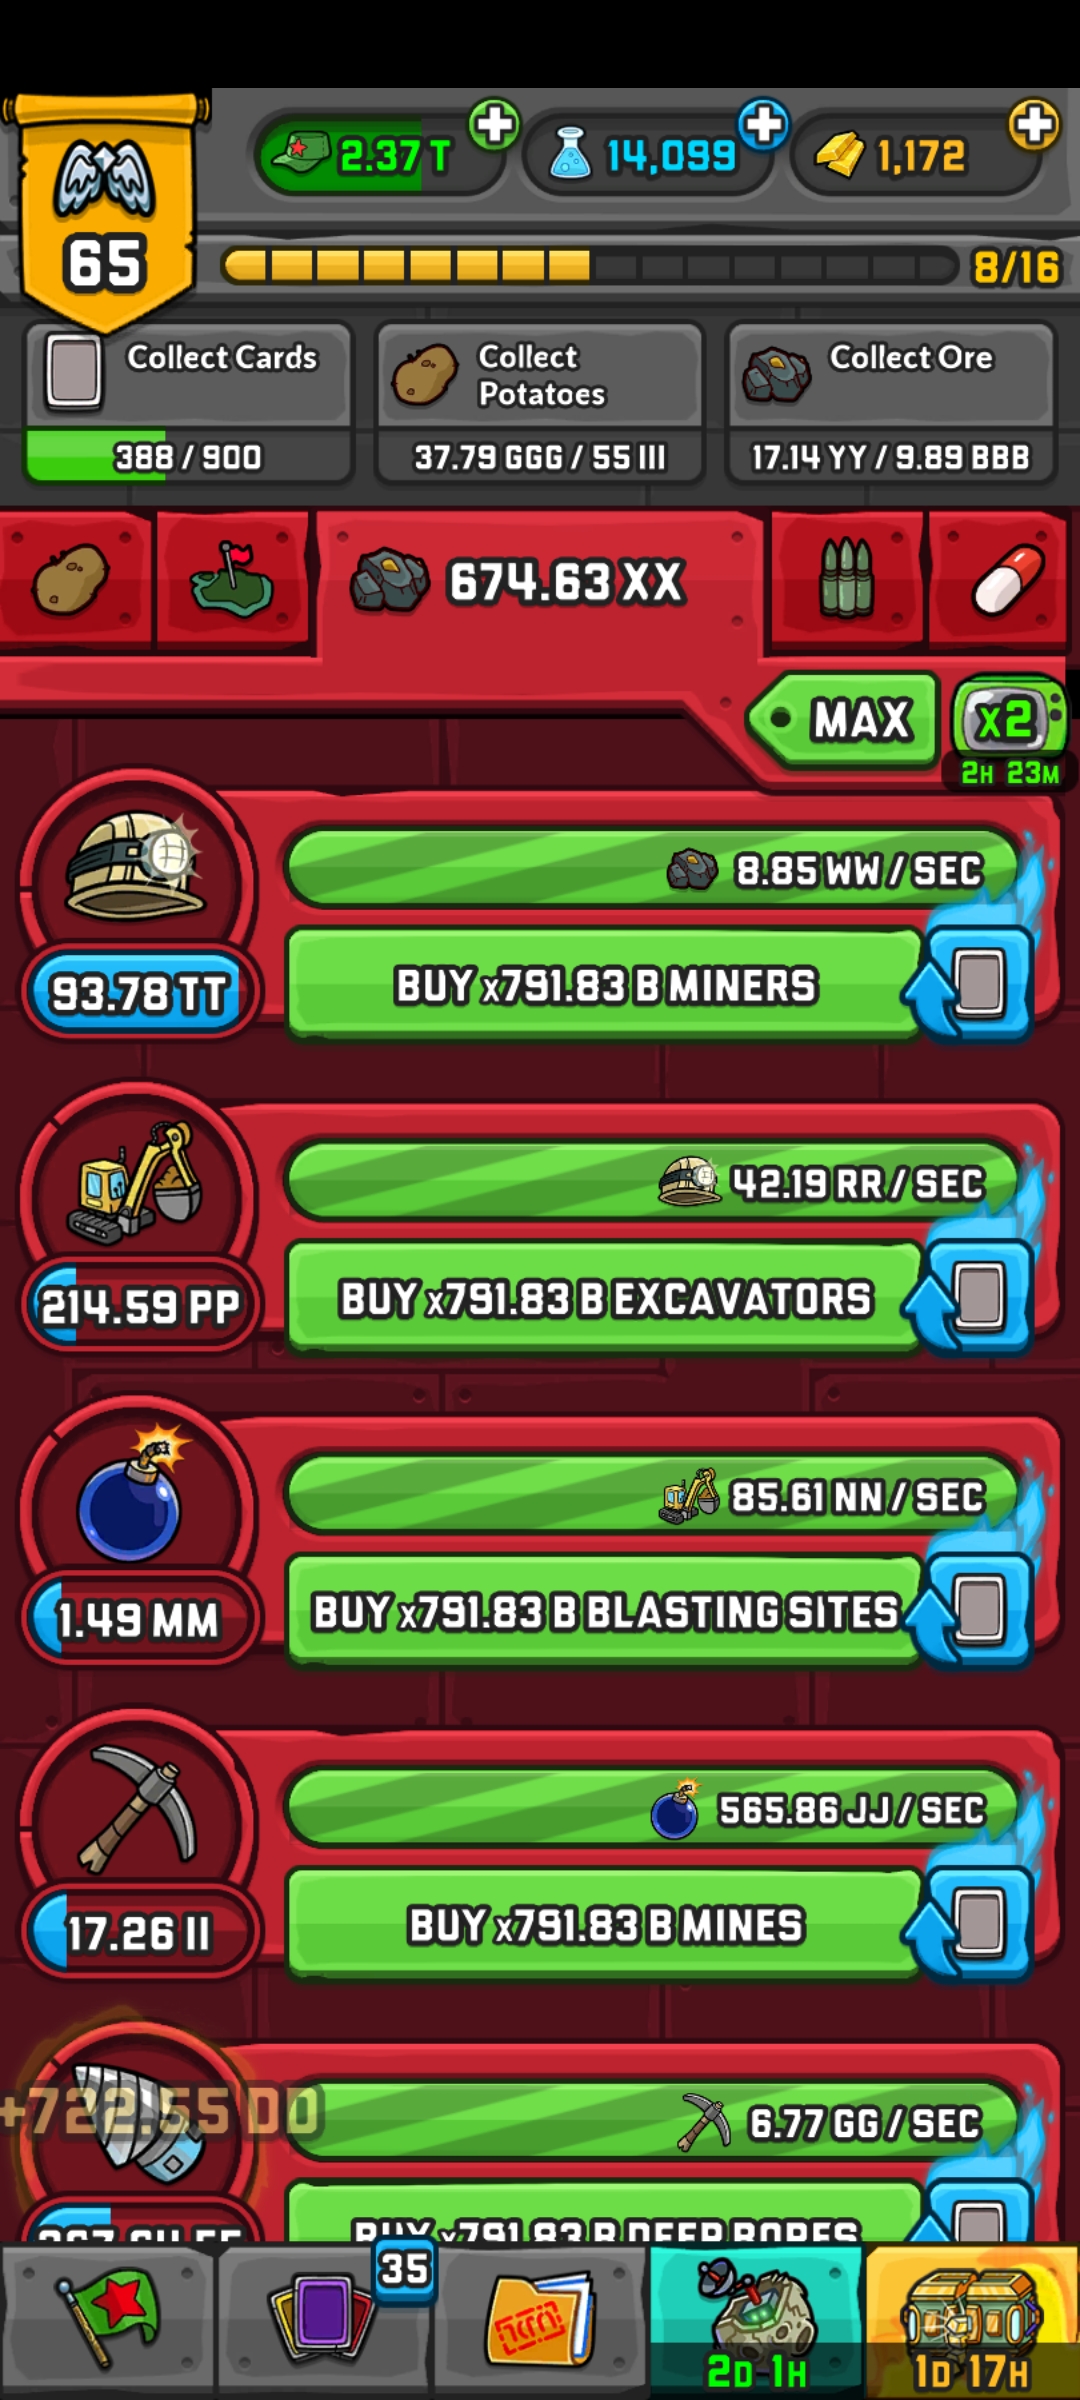 2.37 T
14,099
1,172
65
8/16
Collect Cards
388 / 900
Collect
Potatoes
37.79 GGG / 55 III
Collect Ore
17.14 YY / 9.89 BBB
674.63 XX
MAX
x2
2H 23M
8.85 WW / SEC
93.78 TT
BUY x791.83 B MINERS
42.19 RR / SEC
214.59 PP
BUY x791.83 B EXCAVATORS
85.61 NN / SEC
1.49 MM
BUY x791.83 B BLASTING SITES
565.86 JJ / SEC
17.26 II
BUY x791.83 B MINES
+722.55 DD
6.77 GG / SEC
BUY x791.83 B DEEP BORES
35
2D 1H
1D 17H